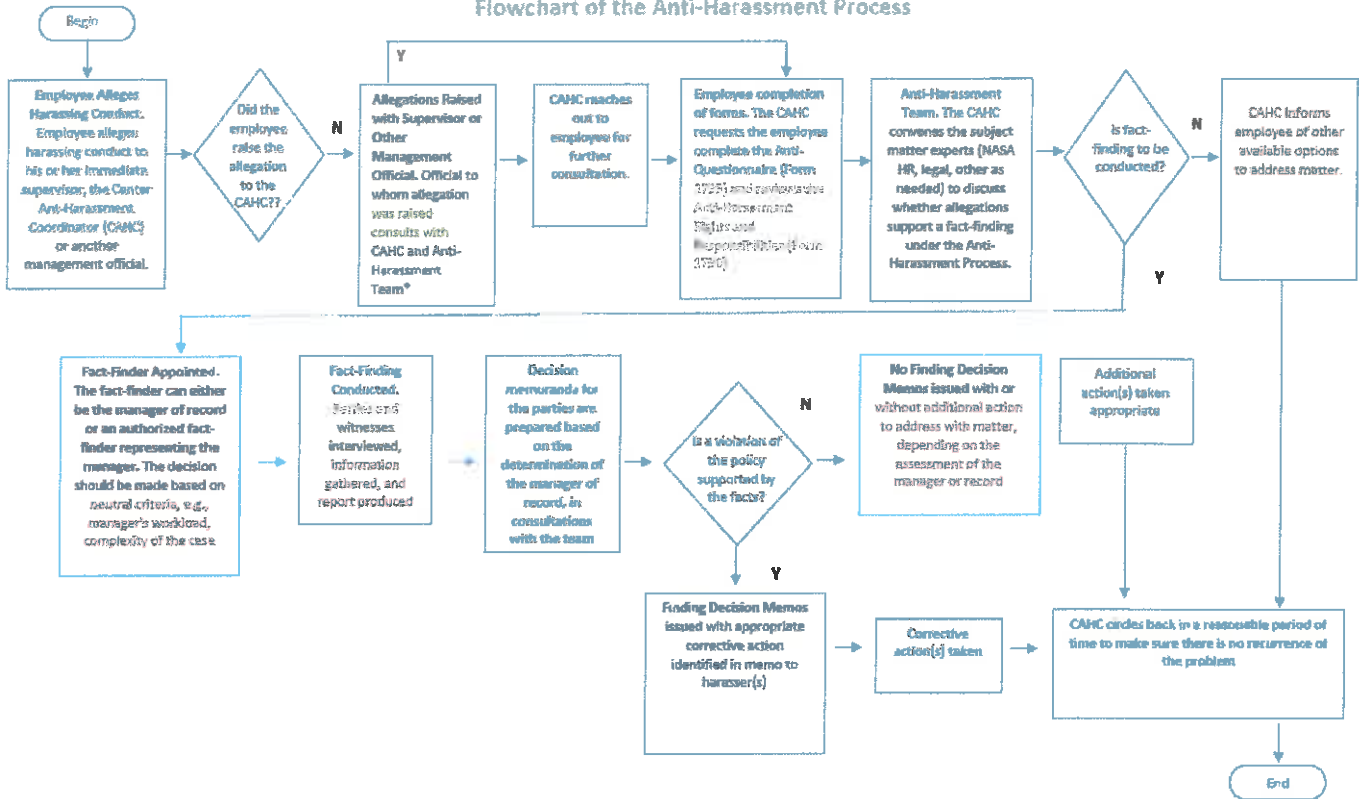 Flowchart of the Anti-Harassment Process
Begin
Employee Alleges
Harassing Conduct.
Employee alleges
harassing conduct to
his or her immediate
supervisor, the Center
Anti-Harassment
Coordinator (CAHC)
or another
management official.
Did the
employee
raise the
allegation
to the
CAHC??
N
Y
Allegations Raised
with Supervisor or
Other
Management
Official. Official to
whom allegation
was raised
consults with
CAHC and Anti-
Harassment
Team*
CAHC reaches
out to
employee for
further
consultation.
Employee completion
of forms. The CAHC
requests the employee
complete the Anti-
Questionnaire (Form
and
Anti-Harassment
Rights and
Responsibilities (Form
Anti-Harassment
Team. The CAHC
convenes the subject
matter experts (NASA
HR, legal, other as
needed) to discuss
whether allegations
support a fact-finding
under the Anti-
Harassment Process.
Is fact-
finding to be
conducted?
N
Y
CAHC Informs
employee of other
available options
to address matter.
Fact-Finder Appointed.
The fact-finder can either
be the manager of record
or an authorized fact-
finder representing the
manager. The decision
should be made based on
neutral criteria, e.g.,
manager's workload,
complexity of the case
Fact-Finding
Conducted.
Parties and
witnesses
interviewed,
information
gathered, and
report produced
Decision
memoranda for
the parties are
prepared based
on the
determination of
the manager of
record, in
consultations
with the team
Is a violation of
the policy
supported by
the facts?
N
Y
No Finding Decision
Memos issued with or
without additional action
to address with matter,
depending on the
assessment of the
manager or record
Additional
action(s) taken
appropriate
Finding Decision Memos
issued with appropriate
corrective action
identified in memo to
harasser(s)
Corrective
action(s) taken
CAHC circles back in a reasonable period of
time to make sure there is no recurrence of
the problem
End